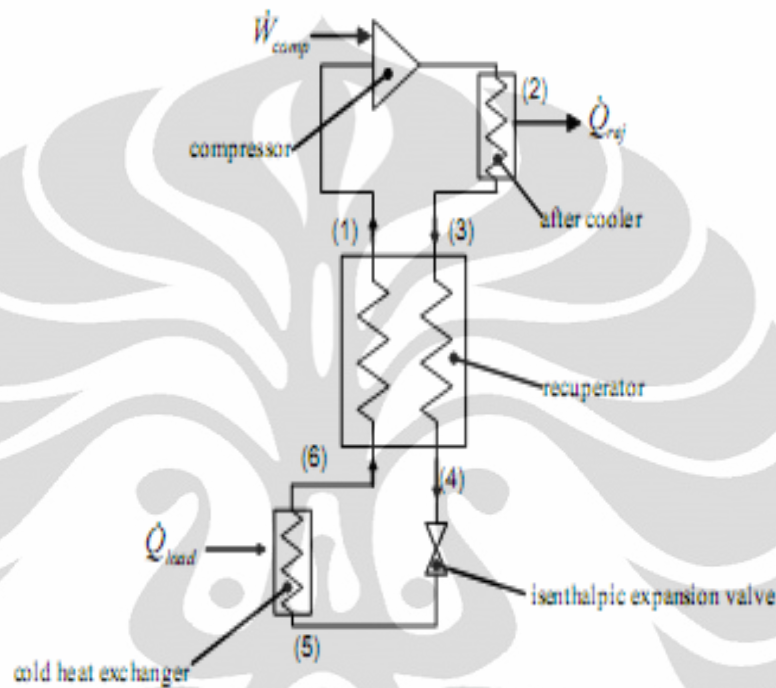 Ẇcomp
(2)
Q̇rej
compressor
after cooler
(1)
(3)
recuperator
(6)
(4)
Q̇load
isenthalpic expansion valve
(5)
cold heat exchanger